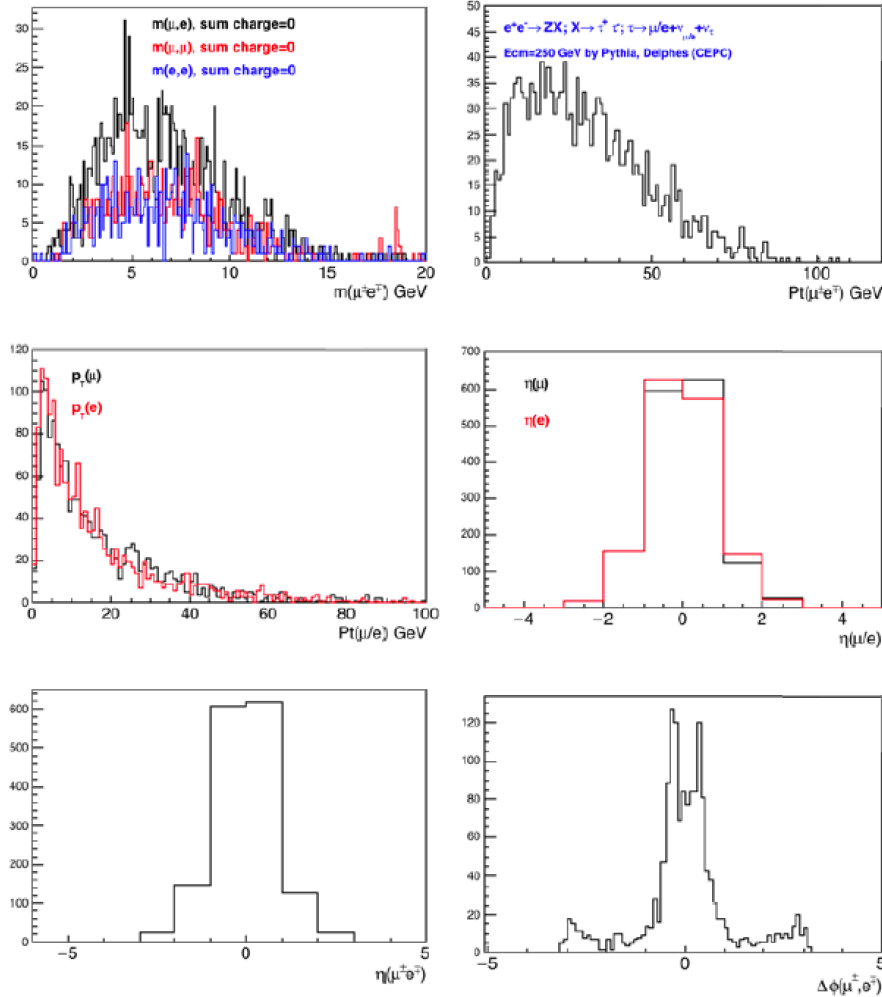 m(μ,e), sum charge=0
m(μ,μ), sum charge=0
m(e,e), sum charge=0
30
25
20
15
10
5
0
0 5 10 15 20
m(μ±e∓) GeV
e⁺e⁻→ZX; X→ τ⁺ τ⁻; τ→μ/e+ν_μ/e+ν_τ
Ecm=250 GeV by Pythia, Delphes (CEPC)
50
45
40
35
30
25
20
15
10
5
0
0 50 100
Pt(μ±e∓) GeV
p_T(μ)
p_T(e)
120
100
80
60
40
20
0
0 20 40 60 80 100
Pt(μ/e) GeV
η(μ)
η(e)
700
600
500
400
300
200
100
0
−4 −2 0 2 4
η(μ/e)
600
500
400
300
200
100
0
−5 0 5
η(μ±e∓)
120
100
80
60
40
20
0
−5 0 5
Δϕ(μ±,e∓)